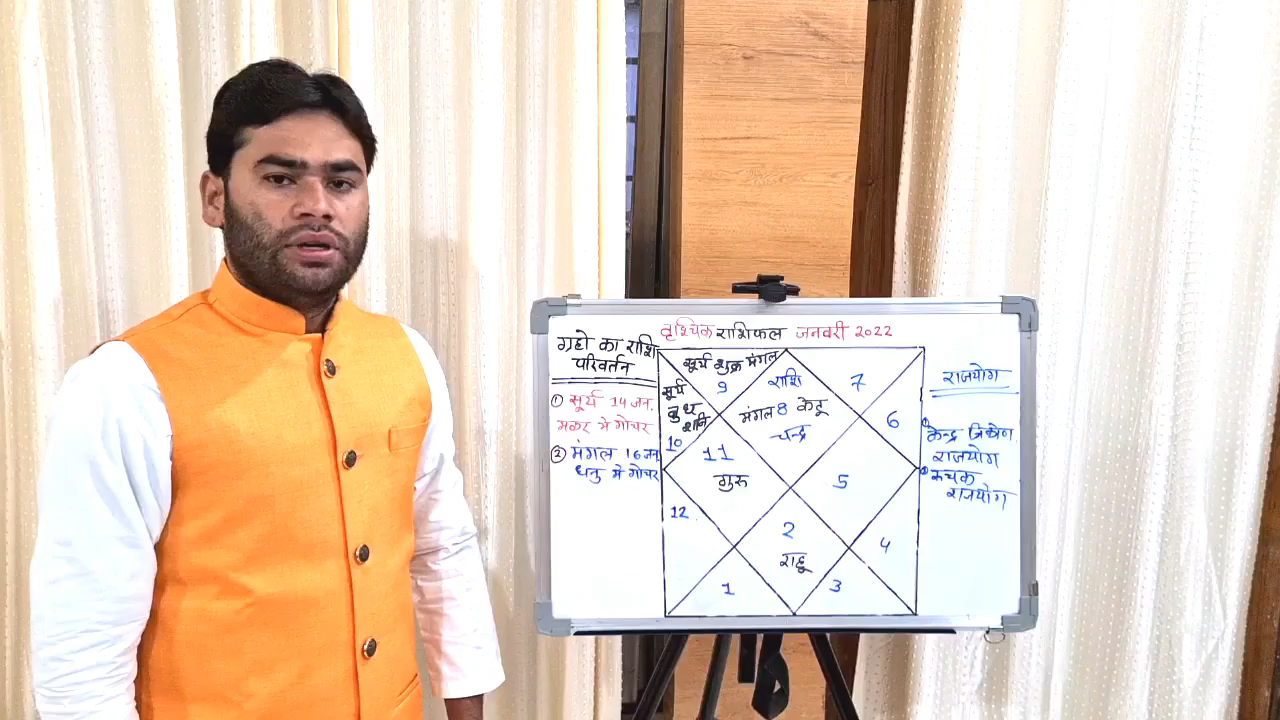 वृश्चिक राशिफल जनवरी 2022
ग्रहो का राशि
परिवर्तन
① सूर्य 14 जन.
मकर मे गोचर
② मंगल 16 जन
धनु मे गोचर
सूर्य शुक्र मंगल
9
सूर्य
बुध
शनि
10
राशि
मंगल 8 केतू
चन्द्र
7
6
11
गुरू
5
12
2
राहू
4
1
3
राजयोग
① केन्द्र त्रिकोण
राजयोग
② रूचक
राजयोग